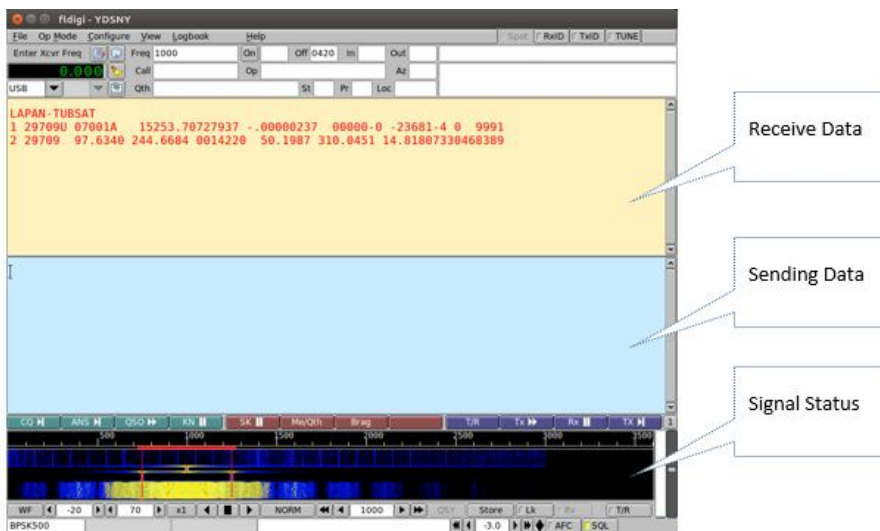 fldigi - YD5NY
File Op Mode Configure View Logbook Help Spot RxID TxID TUNE
Enter Xcvr Freq Freq 1000 On Off 0420 In Out
0.000 Call Op Az
USB Qth St Pr Loc
LAPAN-TUBSAT
1 29709U 07001A 15253.70727937 -.00000237 00000-0 -23681-4 0 9991
2 29709 97.6340 244.6684 0014220 50.1987 310.0451 14.81807330468389
Receive Data
Sending Data
Signal Status
CQ ANS QSO KN SK Me/Qth Brag T/R Tx Rx TX 1
500 1000 1500 2000 2500 3000 3500
WF -20 70 x1 NORM 1000 QSY Store Lk Rv T/R
BPSK500 -3.0 AFC SQL